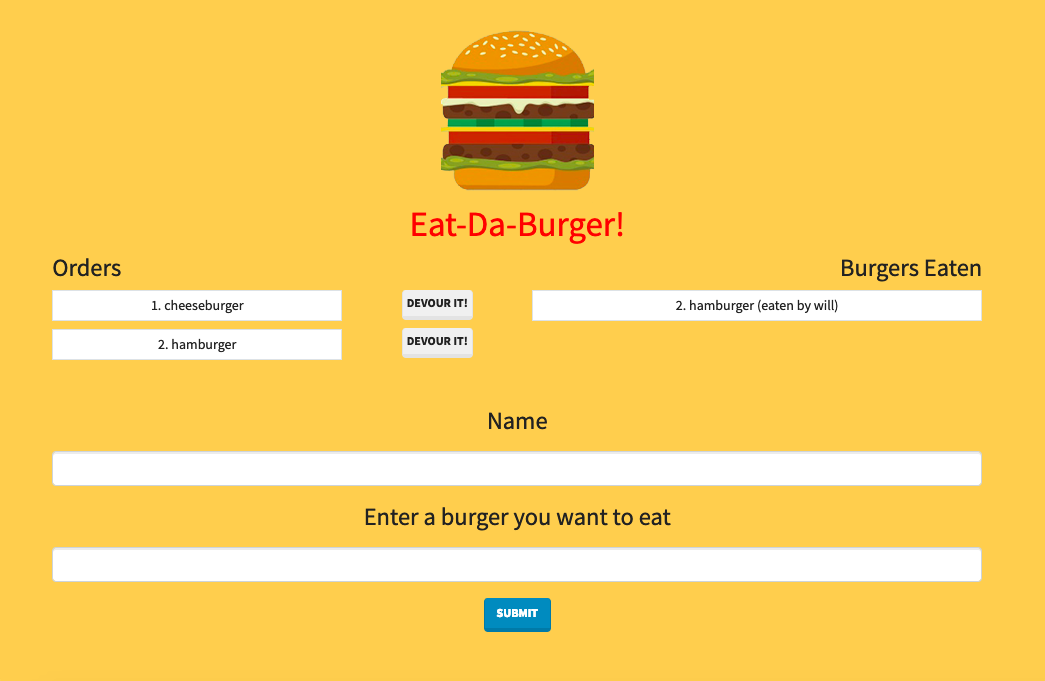 Eat-Da-Burger!
Orders
Burgers Eaten
1. cheeseburger
DEVOUR IT!
2. hamburger (eaten by will)
2. hamburger
DEVOUR IT!
Name
Enter a burger you want to eat
SUBMIT